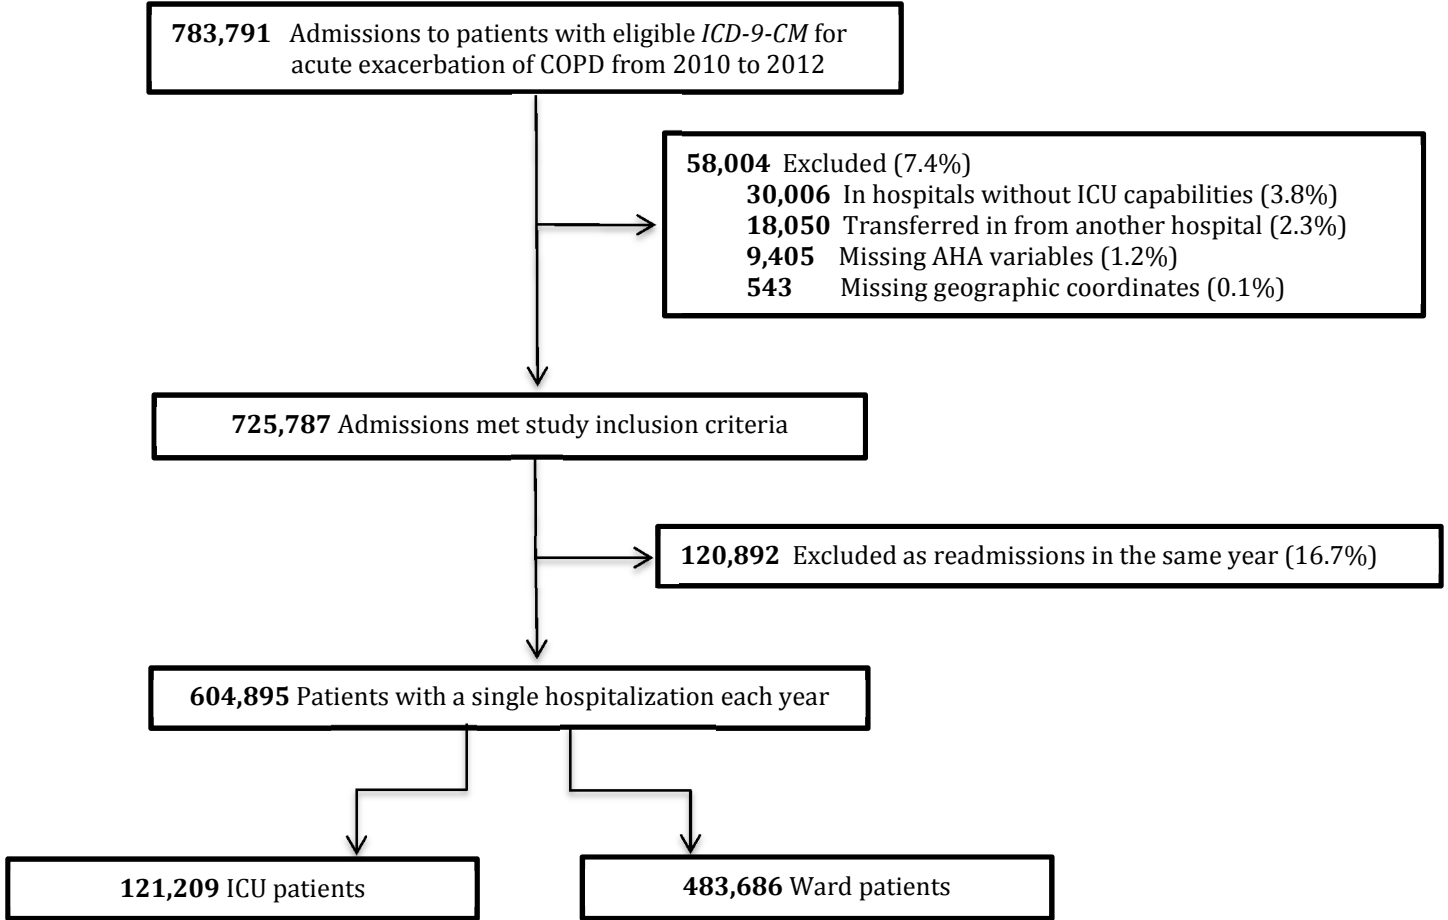 783,791 Admissions to patients with eligible ICD-9-CM for
acute exacerbation of COPD from 2010 to 2012
58,004 Excluded (7.4%)
30,006 In hospitals without ICU capabilities (3.8%)
18,050 Transferred in from another hospital (2.3%)
9,405 Missing AHA variables (1.2%)
543 Missing geographic coordinates (0.1%)
725,787 Admissions met study inclusion criteria
120,892 Excluded as readmissions in the same year (16.7%)
604,895 Patients with a single hospitalization each year
121,209 ICU patients
483,686 Ward patients